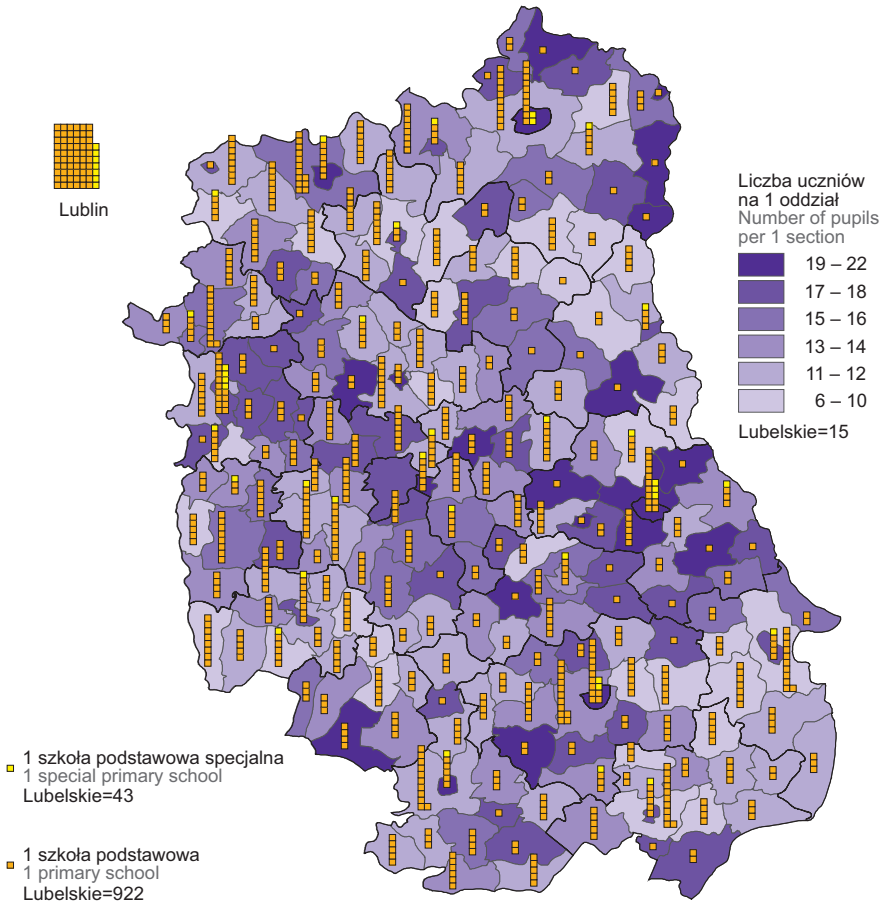 Lublin
Liczba uczniów
na 1 oddział
Number of pupils
per 1 section
19 – 22
17 – 18
15 – 16
13 – 14
11 – 12
6 – 10
Lubelskie=15
1 szkoła podstawowa specjalna
1 special primary school
Lubelskie=43
1 szkoła podstawowa
1 primary school
Lubelskie=922